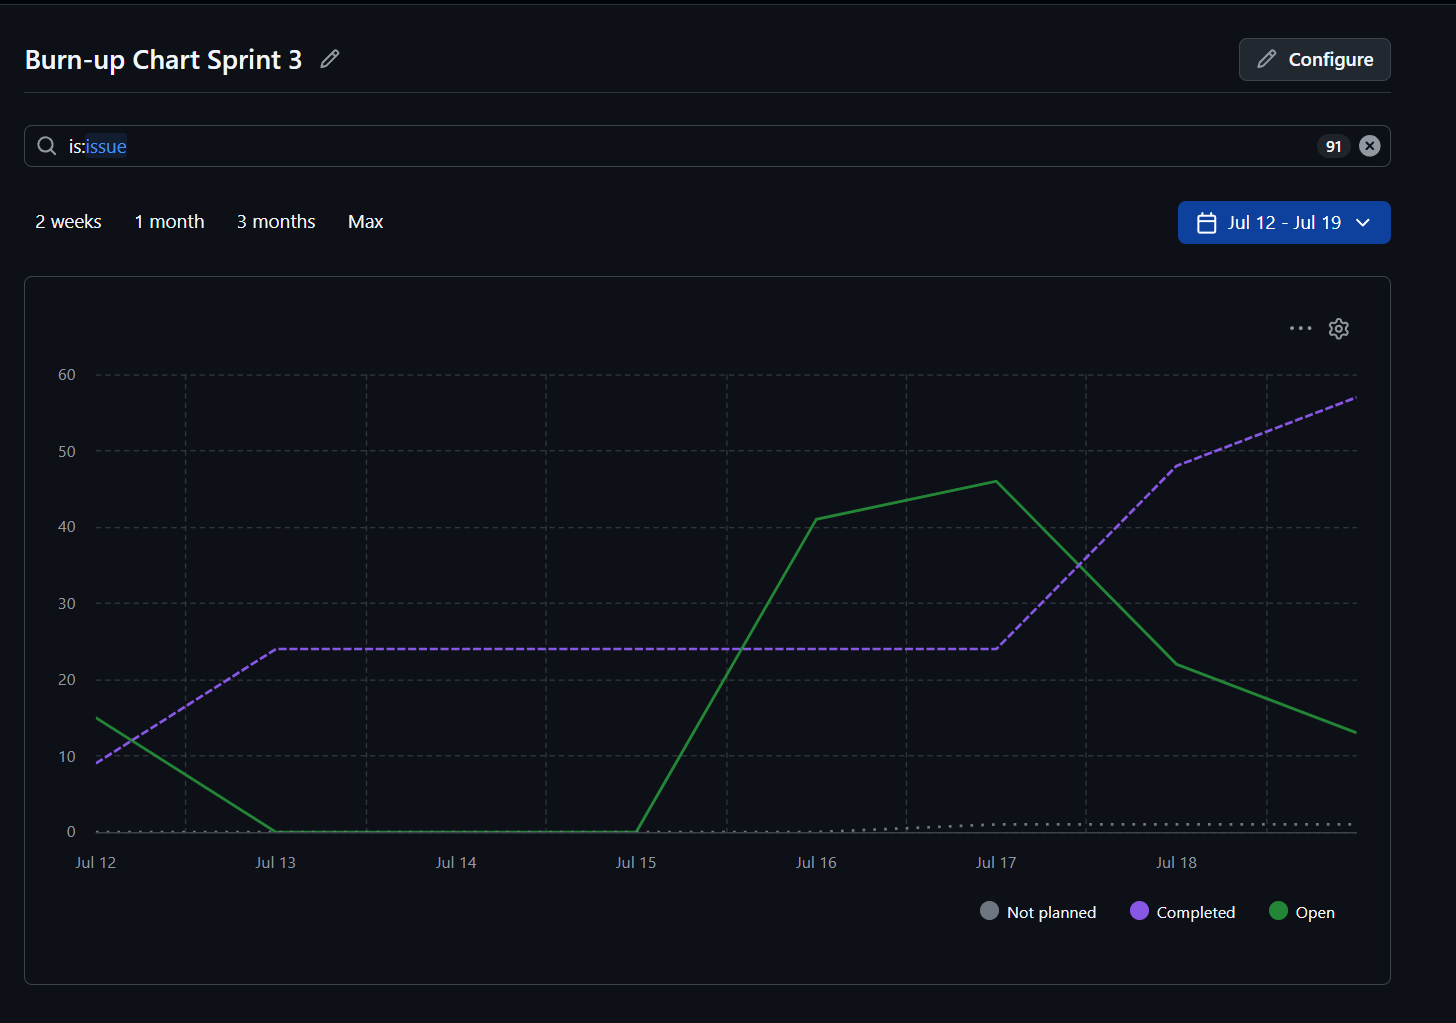 Burn-up Chart Sprint 3
Configure
is:issue
91
2 weeks 1 month 3 months Max
Jul 12 - Jul 19
60
50
40
30
20
10
0
Jul 12 Jul 13 Jul 14 Jul 15 Jul 16 Jul 17 Jul 18
Not planned Completed Open